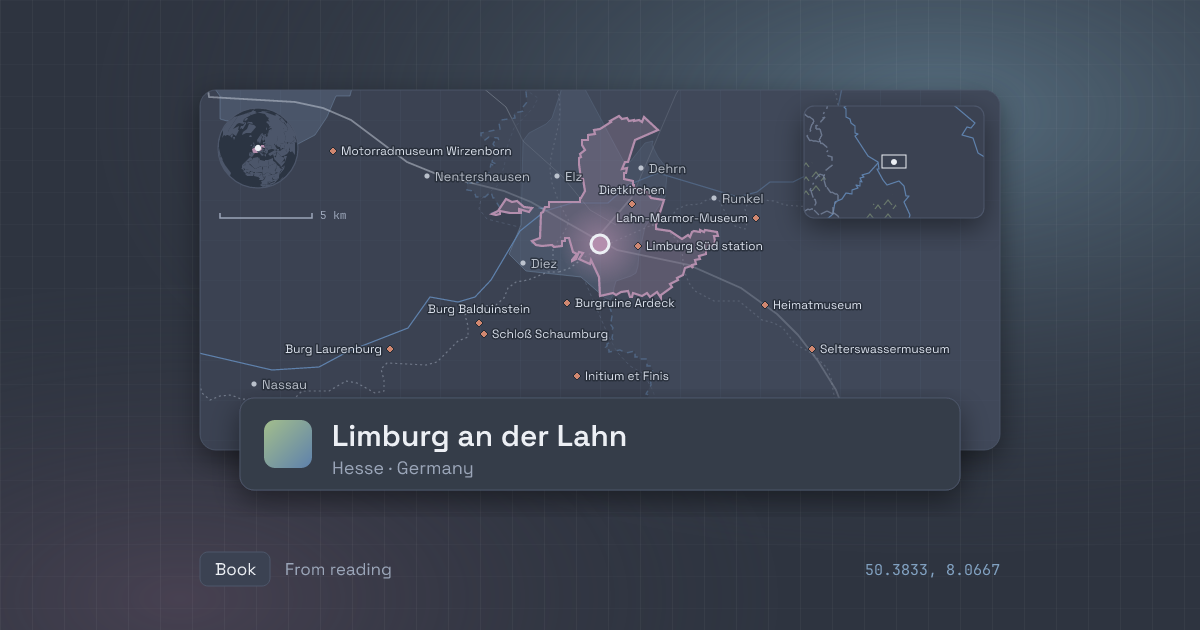 Motorradmuseum Wirzenborn
Nentershausen
Elz
Dehrn
Dietkirchen
Runkel
5 km
Lahn-Marmor-Museum
Limburg Süd station
Diez
Burgruine Ardeck
Heimatmuseum
Burg Balduinstein
Schloß Schaumburg
Burg Laurenburg
Selterswassermuseum
Initium et Finis
Nassau
Limburg an der Lahn
Hesse · Germany
Book
From reading
50.3833, 8.0667